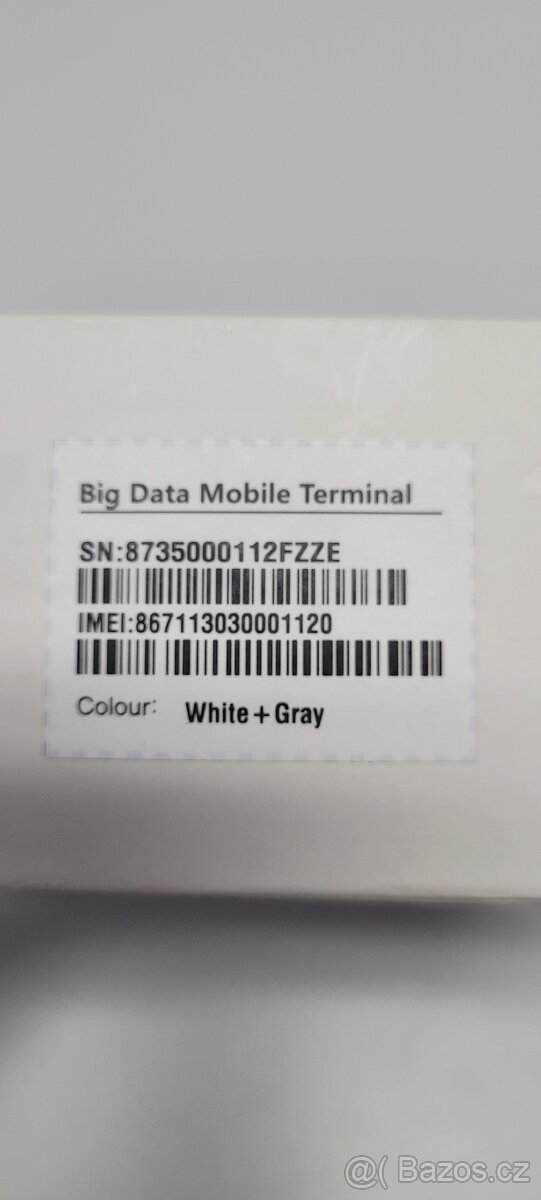 Big Data Mobile Terminal
SN:8735000112FZZE
IMEI:867113030001120
Colour: White+Gray
@( Bazos.cz